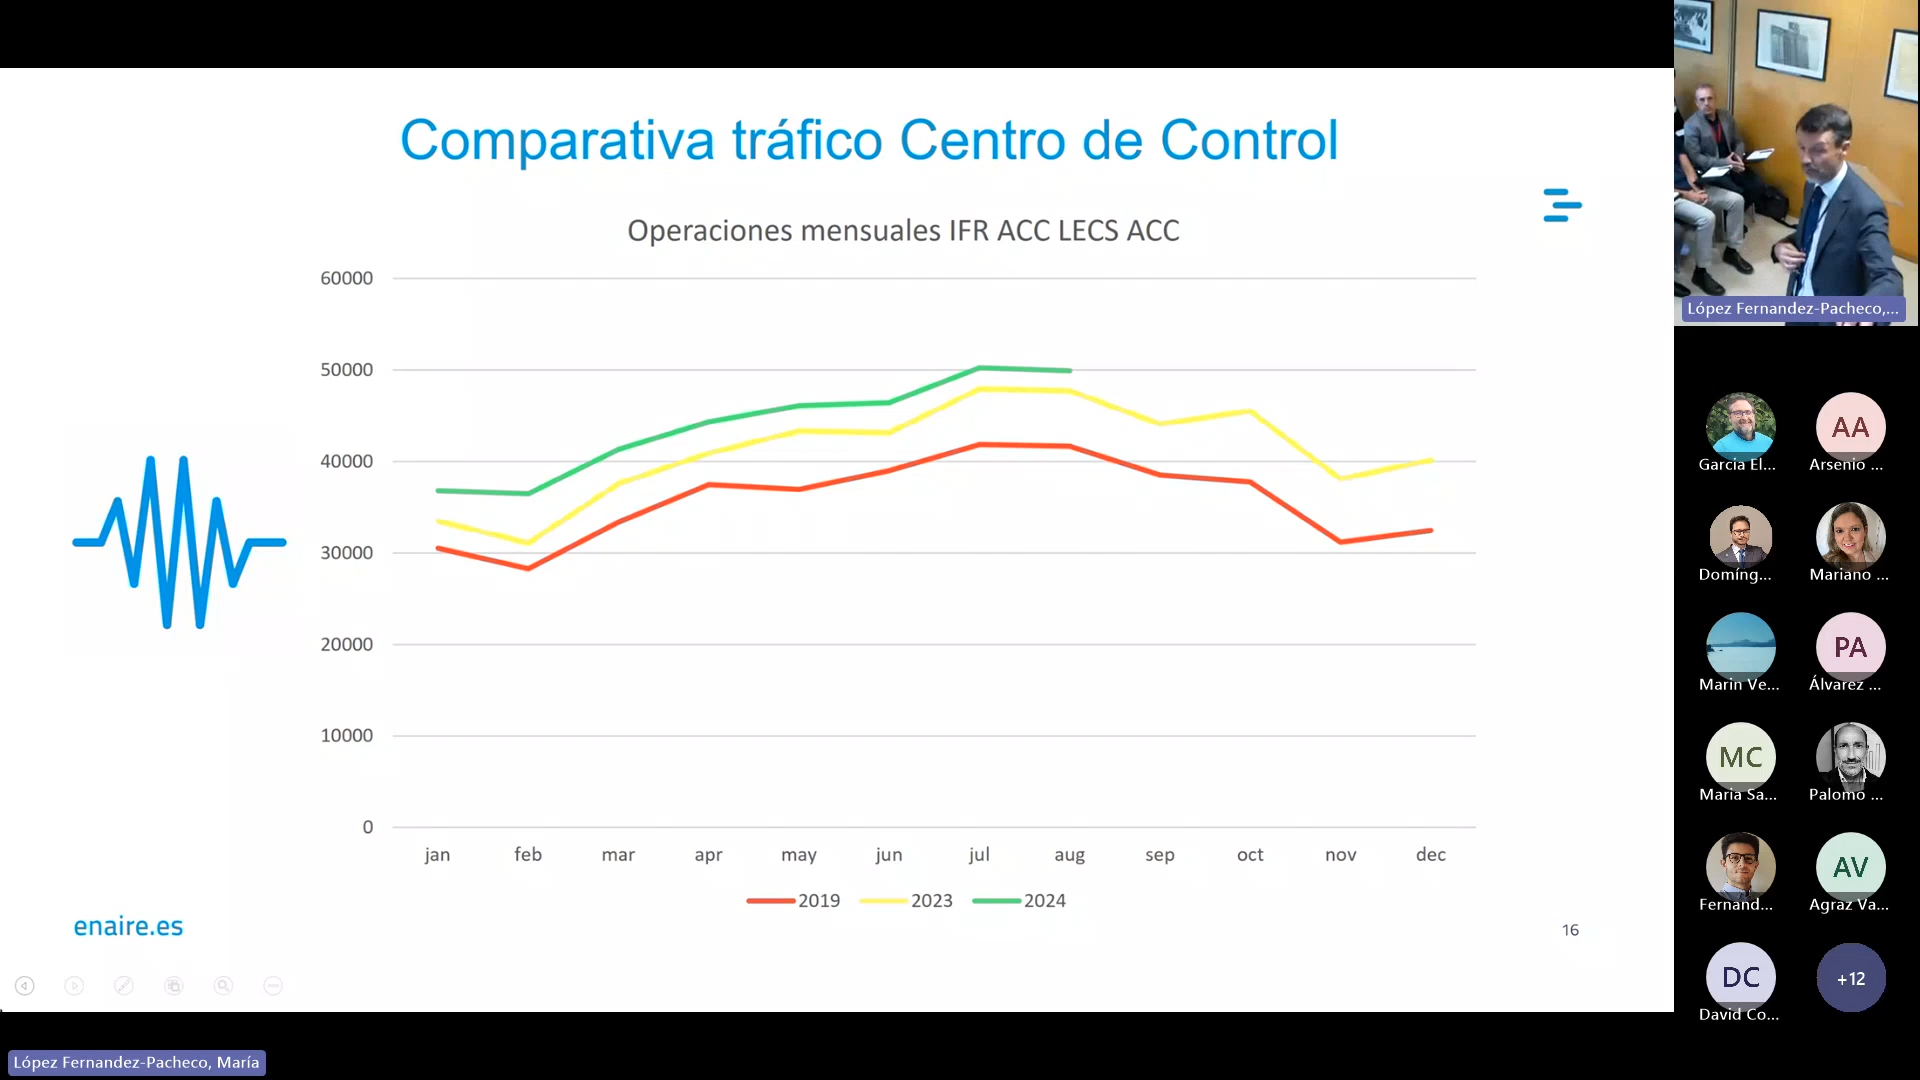 Comparativa tráfico Centro de Control
Operaciones mensuales IFR ACC LECS ACC
60000
50000
40000
30000
20000
10000
0
jan feb mar apr may jun jul aug sep oct nov dec
2019 2023 2024
enaire.es
16
López Fernandez-Pacheco, María
López Fernandez-Pacheco,...
AA
Garcia El... Arsenio ...
Domíng... Mariano ...
PA
Marin Ve... Álvarez ...
MC
Maria Sa... Palomo ...
AV
Fernand... Agraz Va...
DC +12
David Co...